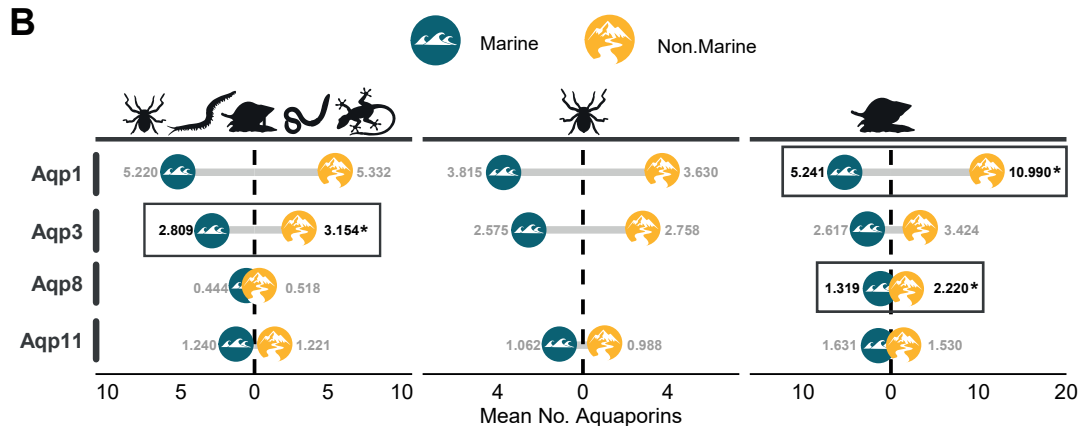 B
Marine
Non.Marine
Aqp1
5.220
5.332
3.815
3.630
5.241
10.990*
Aqp3
2.809
3.154*
2.575
2.758
2.617
3.424
Aqp8
0.444
0.518
1.319
2.220*
Aqp11
1.240
1.221
1.062
0.988
1.631
1.530
10 5 0 5 10
4 0 4
10 0 10 20
Mean No. Aquaporins